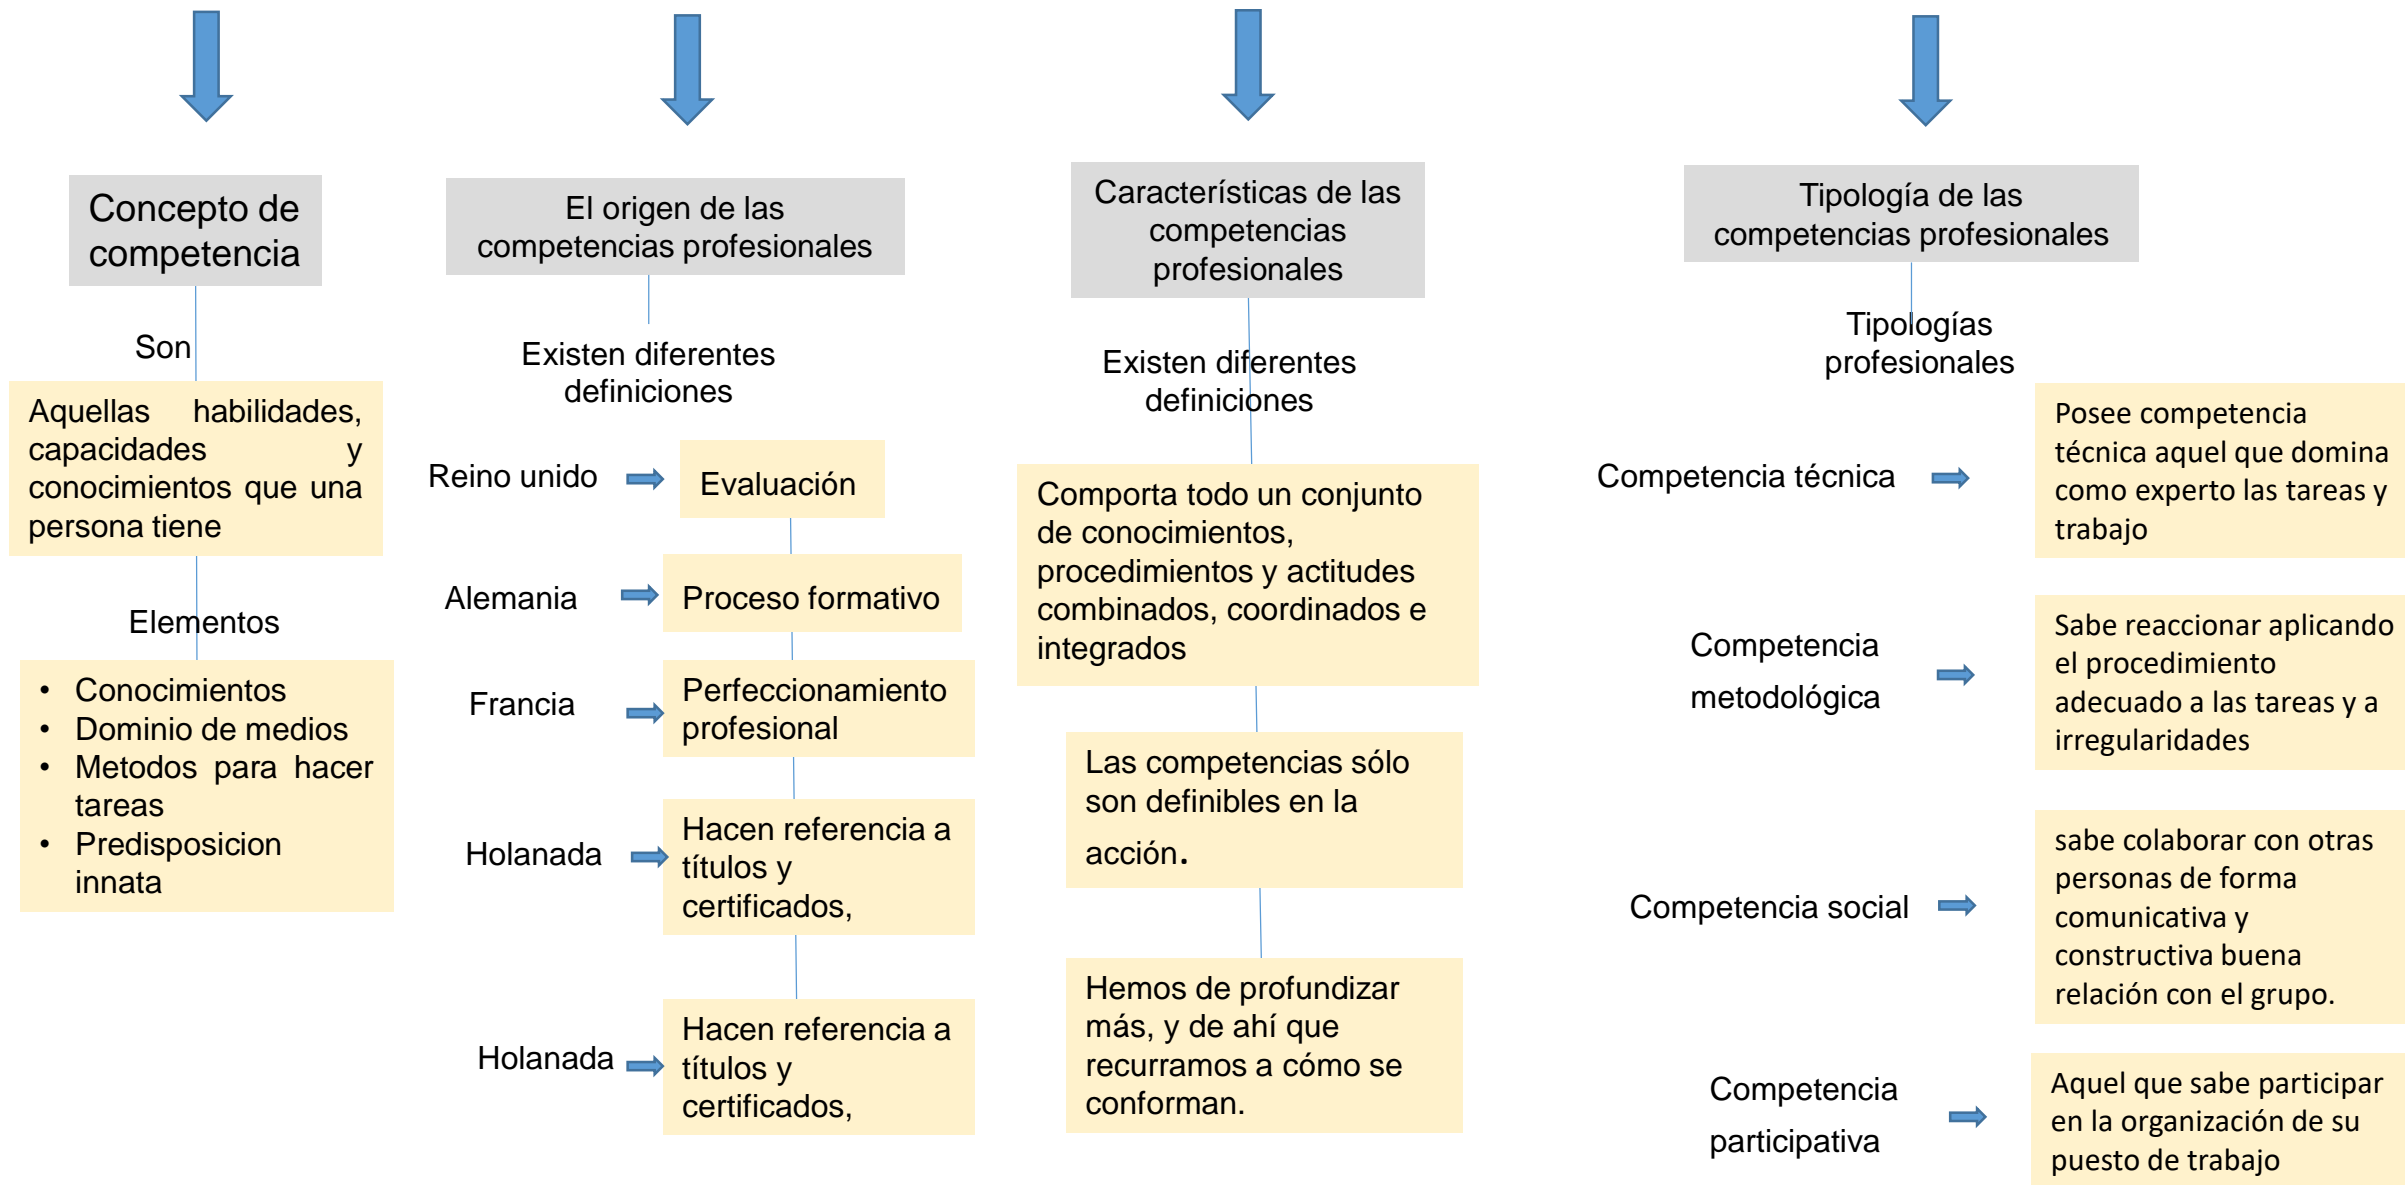 Concepto de
competencia
Son
Aquellas habilidades,
capacidades y
conocimientos que una
persona tiene
Elementos
• Conocimientos
• Dominio de medios
• Metodos para hacer
tareas
• Predisposicion
innata
El origen de las
competencias profesionales
Existen diferentes
definiciones
Reino unido
Evaluación
Alemania
Proceso formativo
Francia
Perfeccionamiento
profesional
Holanada
Hacen referencia a
títulos y
certificados,
Holanada
Hacen referencia a
títulos y
certificados,
Características de las
competencias
profesionales
Existen diferentes
definiciones
Comporta todo un conjunto
de conocimientos,
procedimientos y actitudes
combinados, coordinados e
integrados
Las competencias sólo
son definibles en la
acción.
Hemos de profundizar
más, y de ahí que
recurramos a cómo se
conforman.
Tipología de las
competencias profesionales
Tipologías
profesionales
Competencia técnica
Posee competencia
técnica aquel que domina
como experto las tareas y
trabajo
Competencia
metodológica
Sabe reaccionar aplicando
el procedimiento
adecuado a las tareas y a
irregularidades
Competencia social
sabe colaborar con otras
personas de forma
comunicativa y
constructiva buena
relación con el grupo.
Competencia
participativa
Aquel que sabe participar
en la organización de su
puesto de trabajo